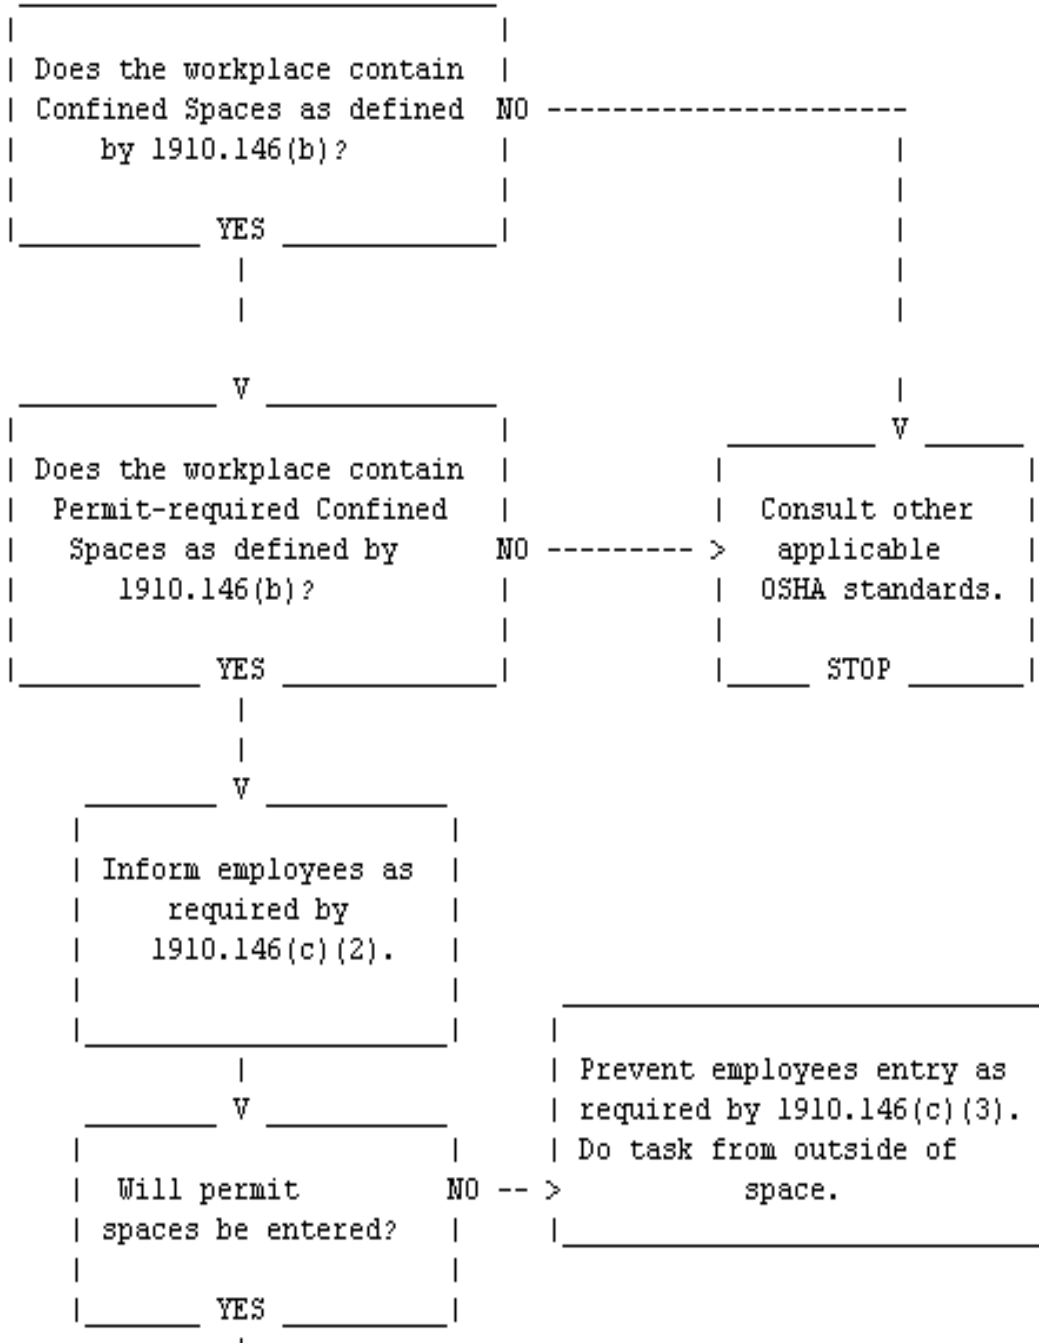 Does the workplace contain
Confined Spaces as defined NO
by 1910.146(b)?
YES
V
V
Does the workplace contain
Permit-required Confined Consult other
Spaces as defined by NO --------- > applicable
1910.146(b)? OSHA standards.
YES STOP
V
Inform employees as
required by
1910.146(c)(2).
Prevent employees entry as
V required by 1910.146(c)(3).
Do task from outside of
Will permit NO -- > space.
spaces be entered?
YES